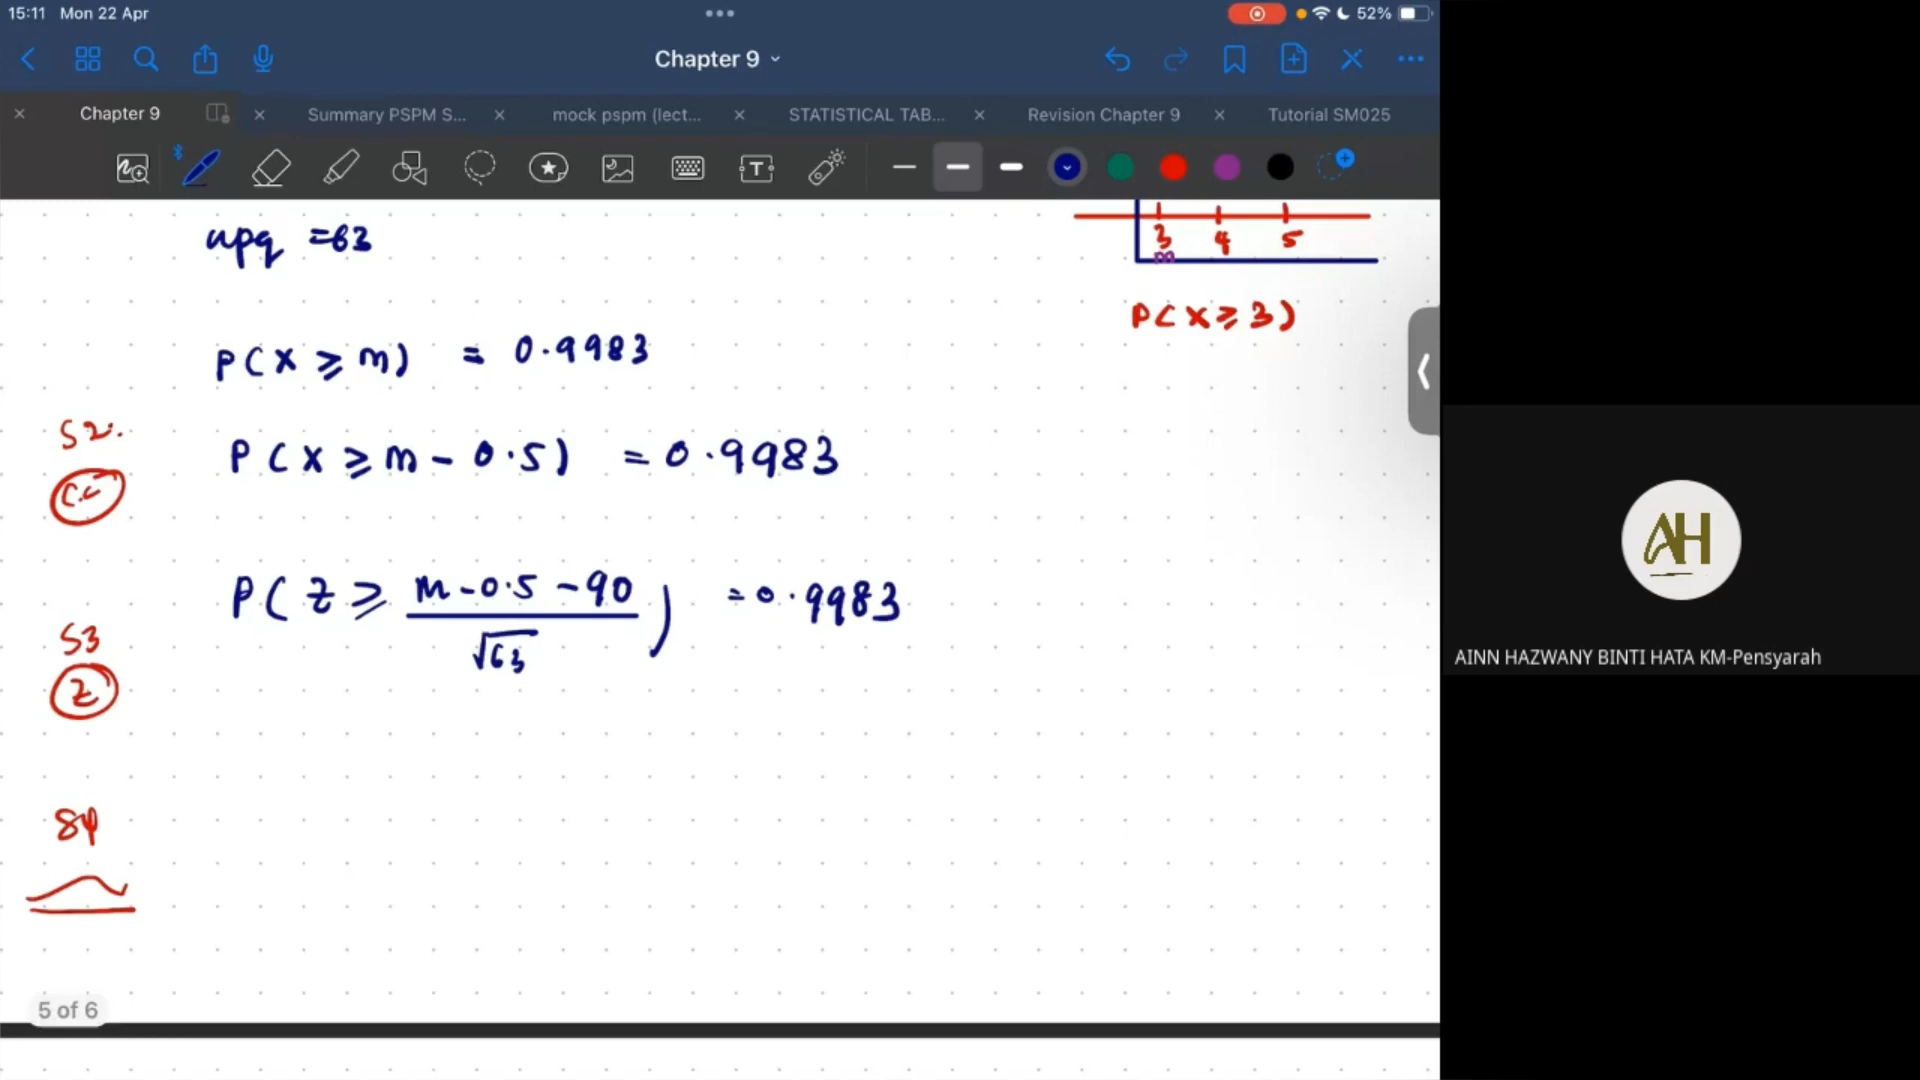 15:11 Mon 22 Apr
52%
Chapter 9
Chapter 9
Summary PSPM S...
mock pspm (lect...
STATISTICAL TAB...
Revision Chapter 9
Tutorial SM025
npq = 63
3 4 5
m
P(X ≥ 3)
P(X ≥ m) = 0.9983
S2.
C.C
P(X ≥ m - 0.5) = 0.9983
S3
Z
P(Z ≥ (m - 0.5 - 90)/√63) = 0.9983
S4
5 of 6
AH
AINN HAZWANY BINTI HATA KM-Pensyarah